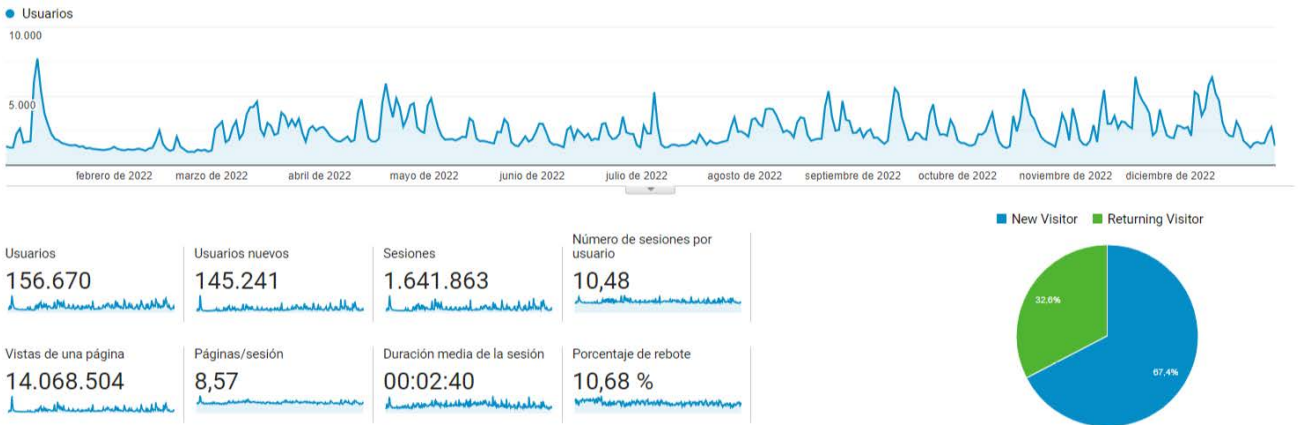 Usuarios
10.000
5.000
febrero de 2022 marzo de 2022 abril de 2022 mayo de 2022 junio de 2022 julio de 2022 agosto de 2022 septiembre de 2022 octubre de 2022 noviembre de 2022 diciembre de 2022
New Visitor Returning Visitor
Usuarios
156.670
Usuarios nuevos
145.241
Sesiones
1.641.863
Número de sesiones por
usuario
10,48
Vistas de una página
14.068.504
Páginas/sesión
8,57
Duración media de la sesión
00:02:40
Porcentaje de rebote
10,68 %
32,6%
67,4%